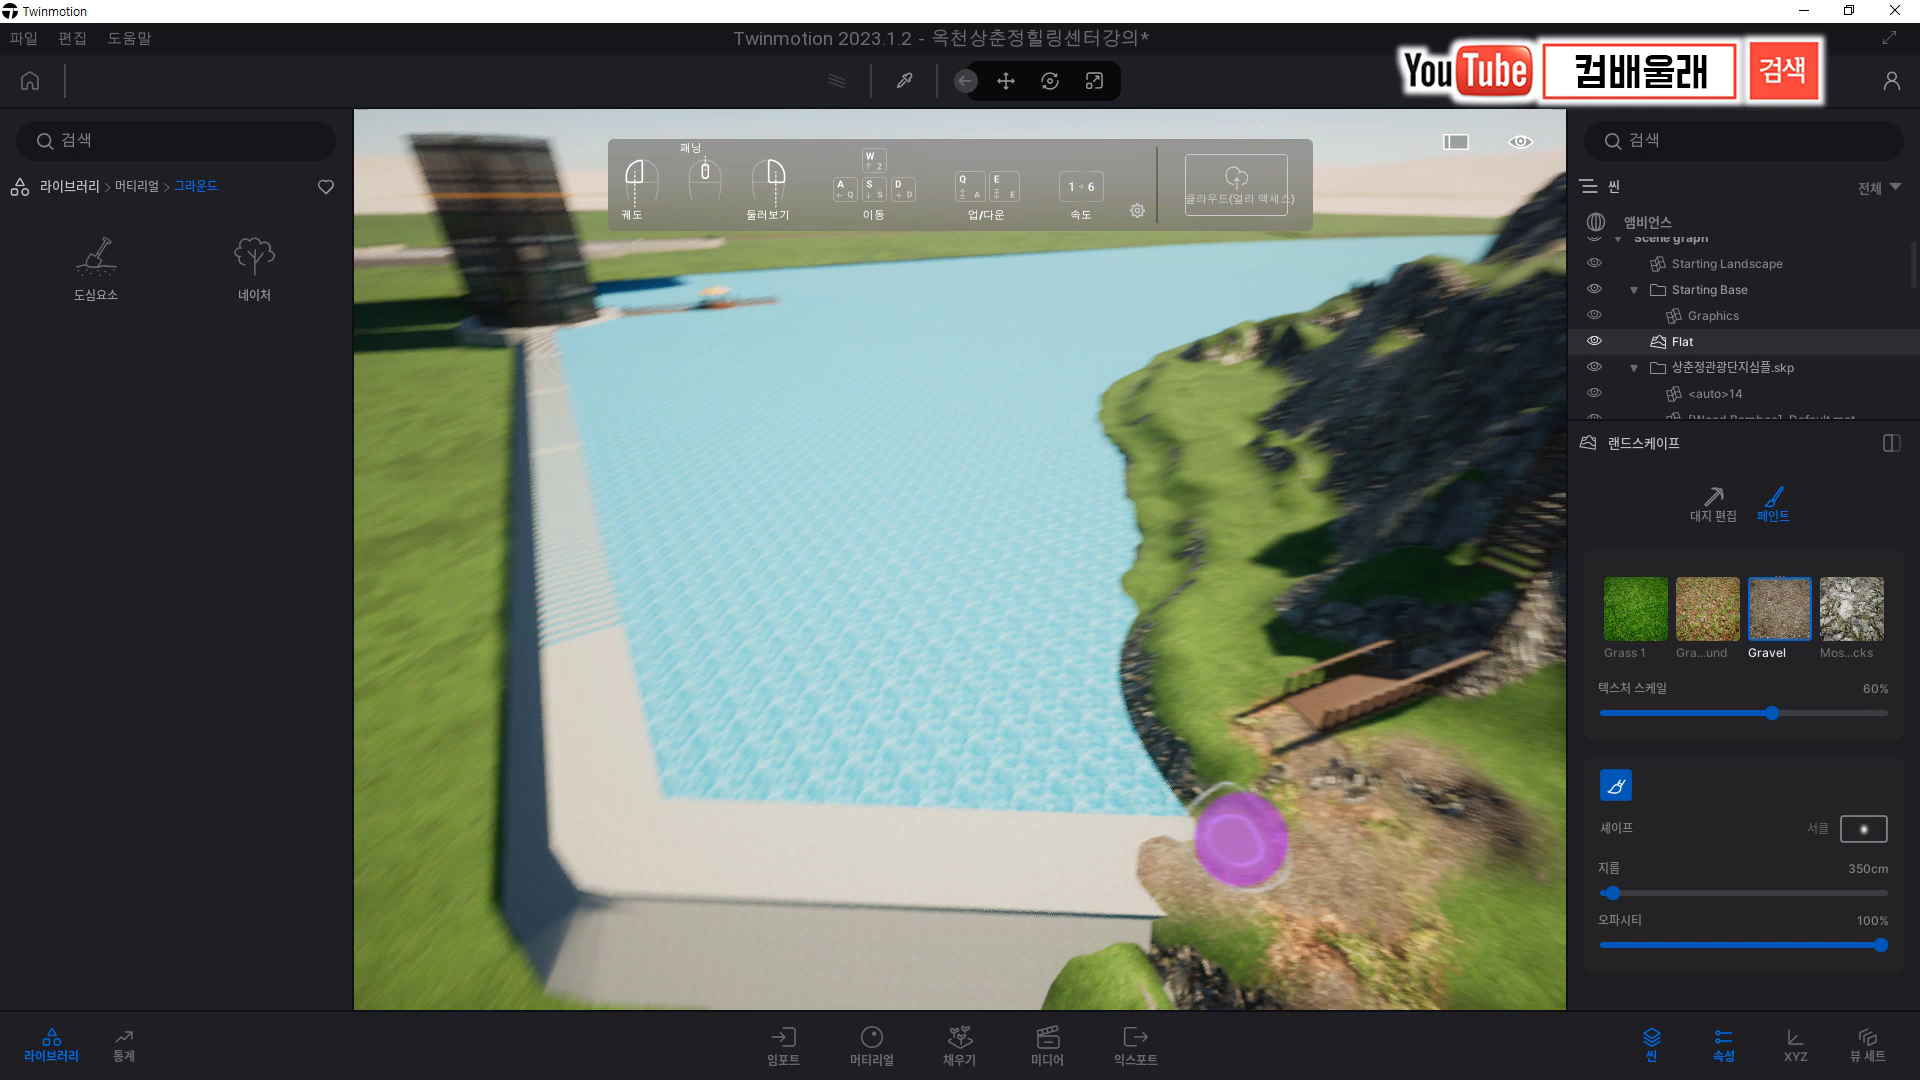 Twinmotion
파일 편집 도움말
Twinmotion 2023.1.2 - 옥천상춘정힐링센터강의*
YouTube 컴배울래 검색
검색
라이브러리 > 머티리얼 > 그라운드
도심요소 네이처
패닝
W Z
A Q S S D D
Q A E E
1 → 6
궤도 둘러보기 이동 업/다운 속도
클라우드(얼리 액세스)
검색
씬 전체
앰비언스
Scene graph
Starting Landscape
Starting Base
Graphics
Flat
상춘정관광단지심플.skp
<auto>14
[Wood Bamboo]_Default mat
랜드스케이프
대지 편집 페인트
Grass 1 Gra...und Gravel Mos...cks
텍스처 스케일 60%
셰이프 서클
지름 350cm
오파시티 100%
라이브러리 통계 임포트 머티리얼 채우기 미디어 익스포트 씬 속성 XYZ 뷰 세트